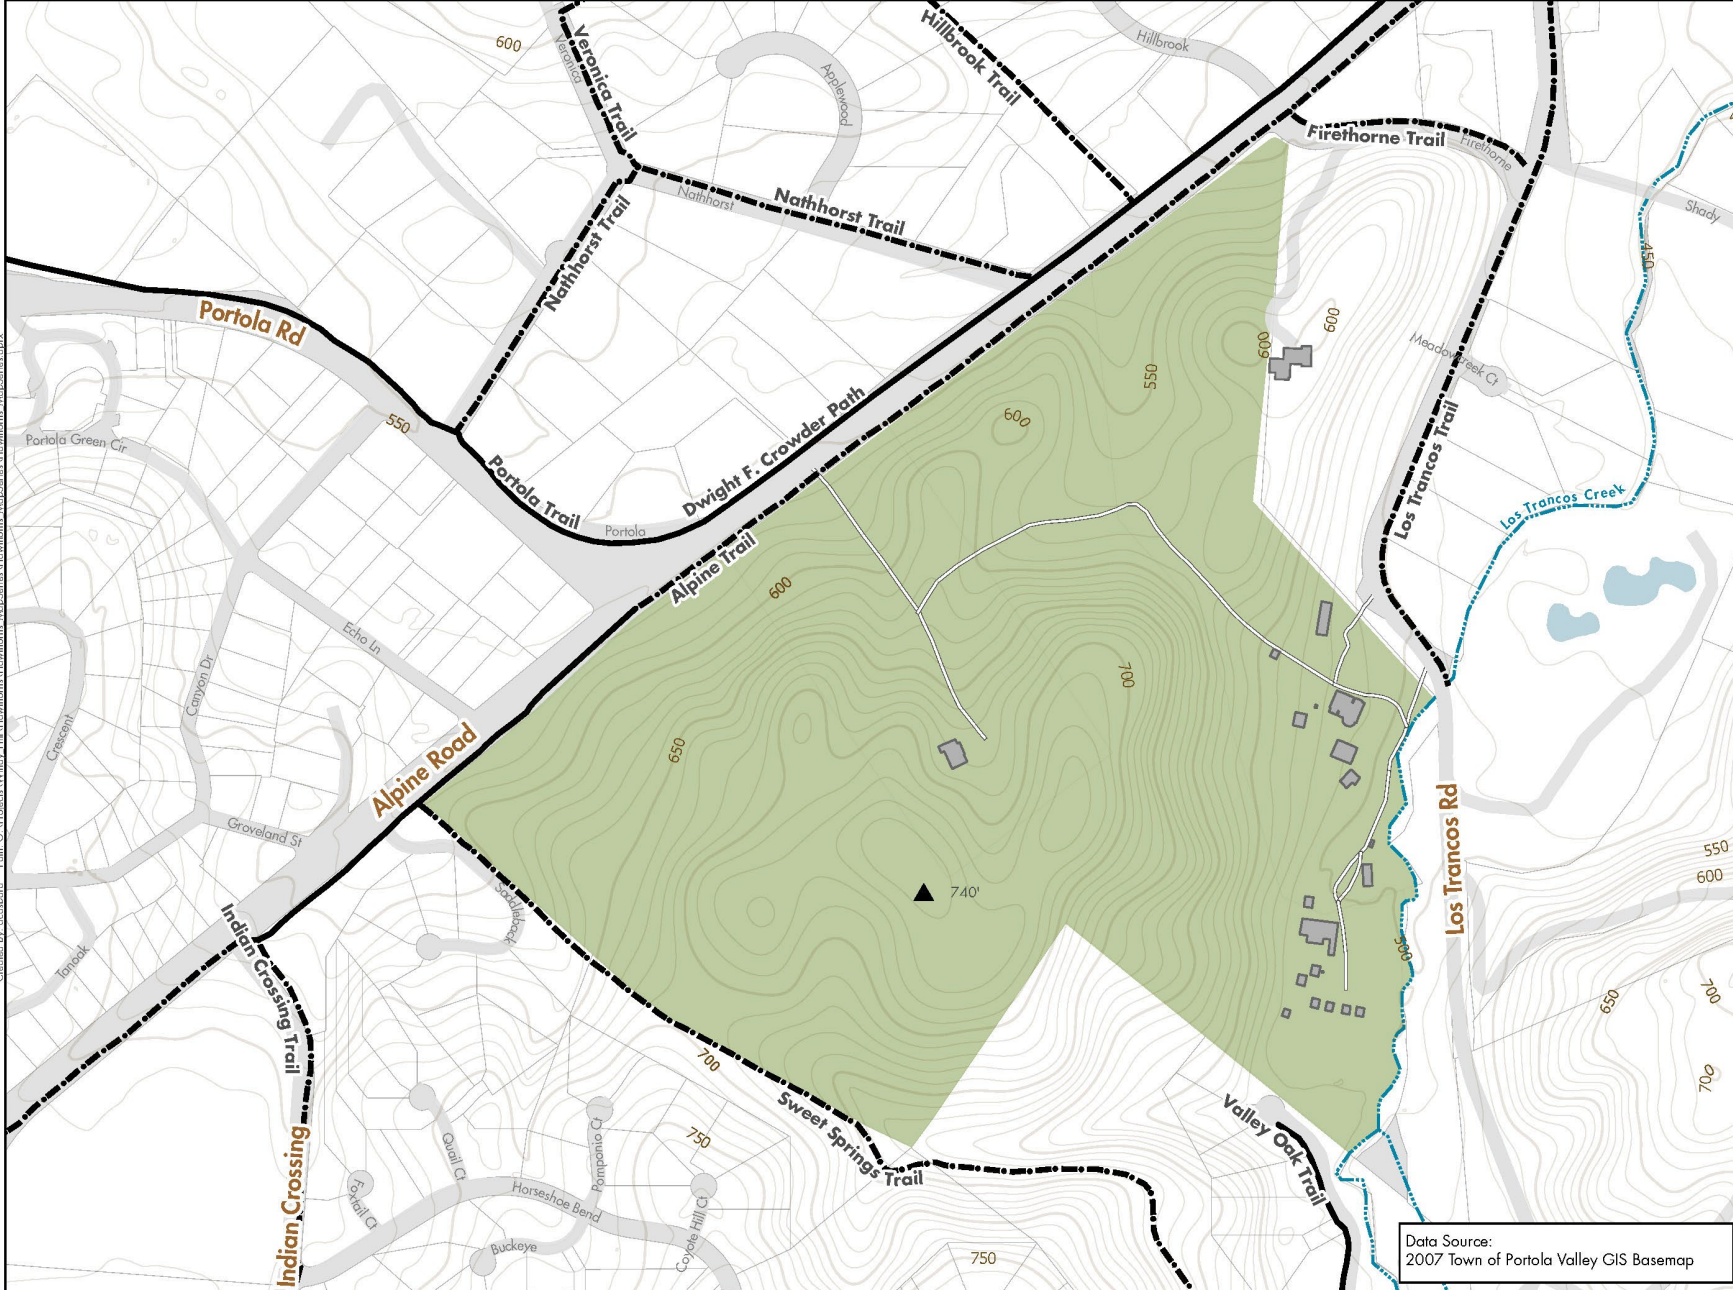 600
Veronica Trail
Veronica
Applewood
Hillbrook Trail
Hillbrook
Firethorne Trail
Firethorne
Shady
450
Nathhorst
Nathhorst Trail
Nathhorst Trail
Portola Rd
600
600
550
Meadowcreek Ct
550
600
Portola Green Cir
Dwight F. Crowder Path
Portola Trail
Portola
Los Trancos Trail
Los Trancos Creek
Alpine Trail
600
Echo Ln
Canyon Dr
700
Crescent
650
Alpine Road
Groveland St
Los Trancos Rd
550
600
740'
Saddleback
Indian Crossing Trail
Tanoak
500
650
700
700
700
Sweet Springs Trail
Valley Oak Trail
750
Quail Ct
Pomponio Ct
Indian Crossing
Foxtail Ct
Horseshoe Bend
Coyote Hill Ct
Buckeye
750
Data Source:
2007 Town of Portola Valley GIS Basemap